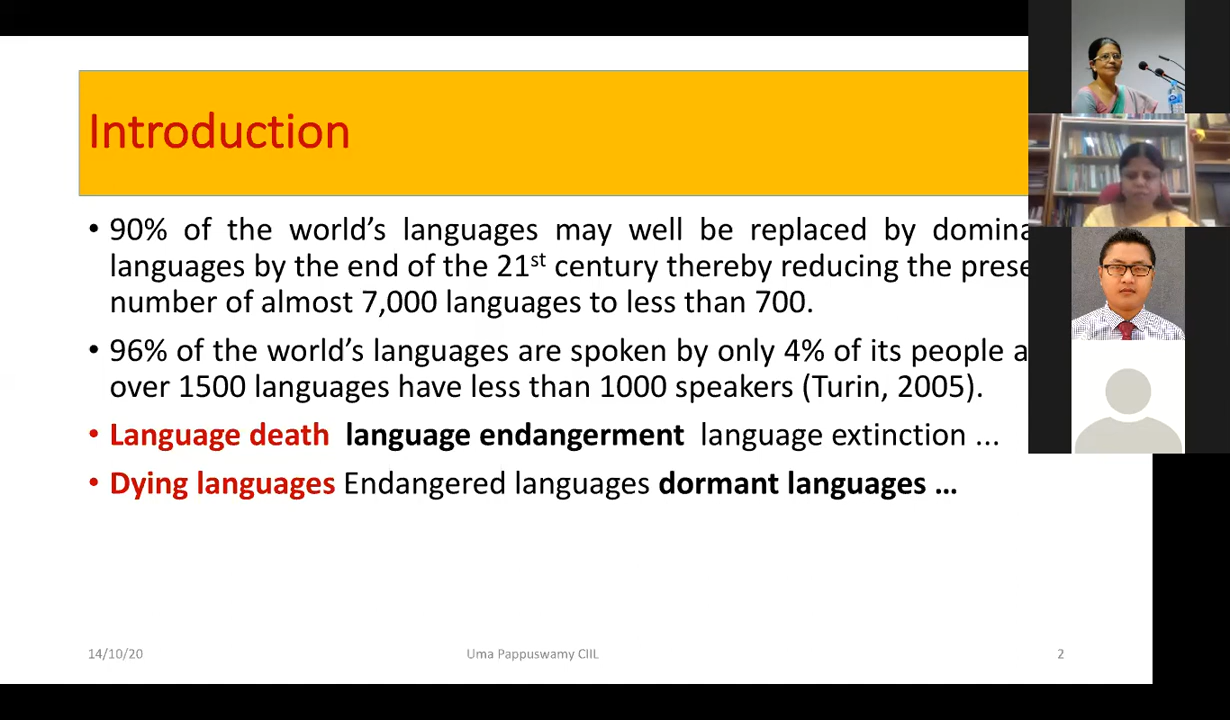 Introduction
• 90% of the world’s languages may well be replaced by
languages by the end of the 21st century thereby reducing the
number of almost 7,000 languages to less than 700.
• 96% of the world’s languages are spoken by only 4% of its people
over 1500 languages have less than 1000 speakers (Turin, 2005).
• Language death language endangerment language extinction ...
• Dying languages Endangered languages dormant languages ...
14/10/20
Uma Pappuswamy CIIL
2